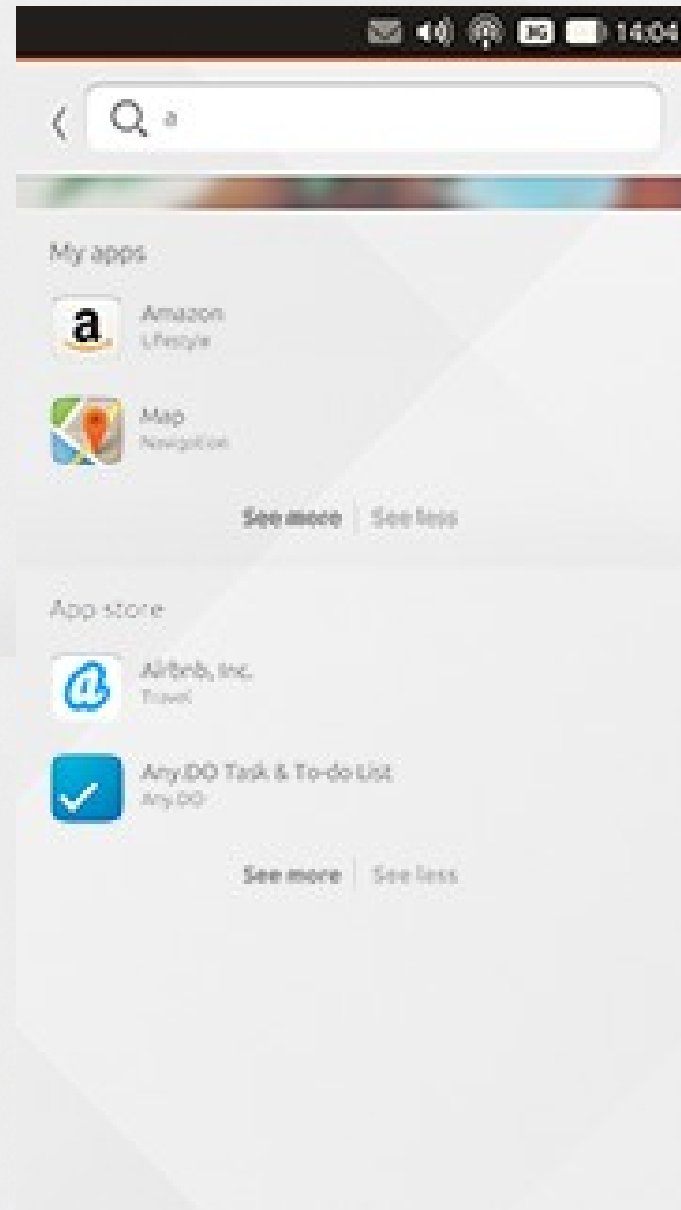 3G 14:04
a
My apps
a
Amazon
Lifestyle
Map
Navigation
See more See less
App store
a
Airbnb, Inc.
Travel
Any.DO Task & To-do List
Any.DO
See more See less